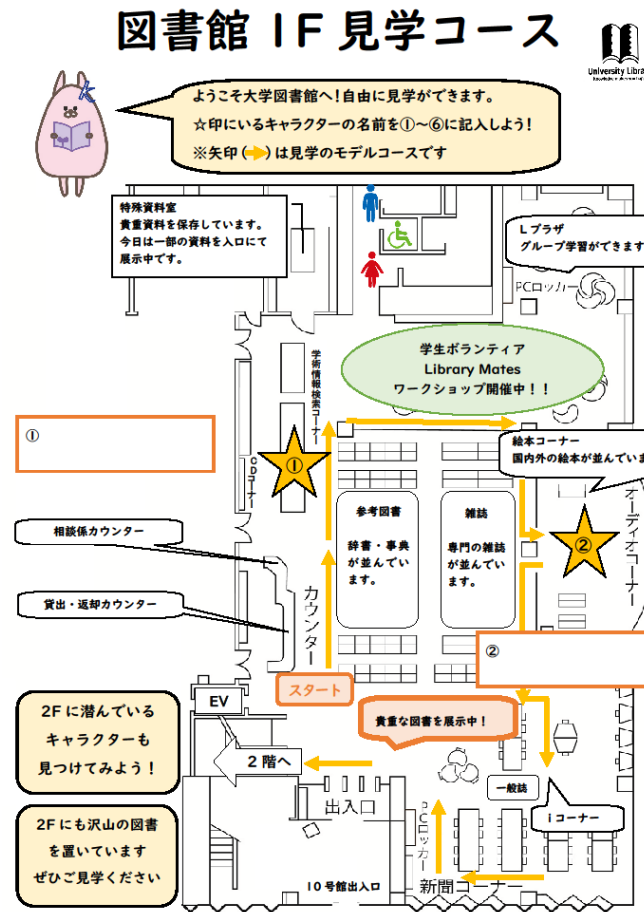 図書館 1F 見学コース
University Libra
ようこそ大学図書館へ!自由に見学ができます。
☆印にいるキャラクターの名前を①～⑥に記入しよう!
※矢印(➡)は見学のモデルコースです
特殊資料室
貴重資料を保存しています。
今日は一部の資料を入口にて
展示中です。
Lプラザ
グループ学習ができます
PCロッカー
学生ボランティア
Library Mates
ワークショップ開催中！！
学術情報検索コーナー
①
①
CDコーナー
絵本コーナー
国内外の絵本が並んでいま
オーディオコーナー
②
参考図書
辞書・事典
が並んでい
ます。
雑誌
専門の雑誌
が並んでい
ます。
相談係カウンター
貸出・返却カウンター
カウンター
②
スタート
EV
貴重な図書を展示中！
2Fに潜んでいる
キャラクターも
見つけてみよう！
2階へ
一般誌
iコーナー
出入口
PCロッカー
2Fにも沢山の図書
を置いています
ぜひご見学ください
10号館出入口
新聞コーナー